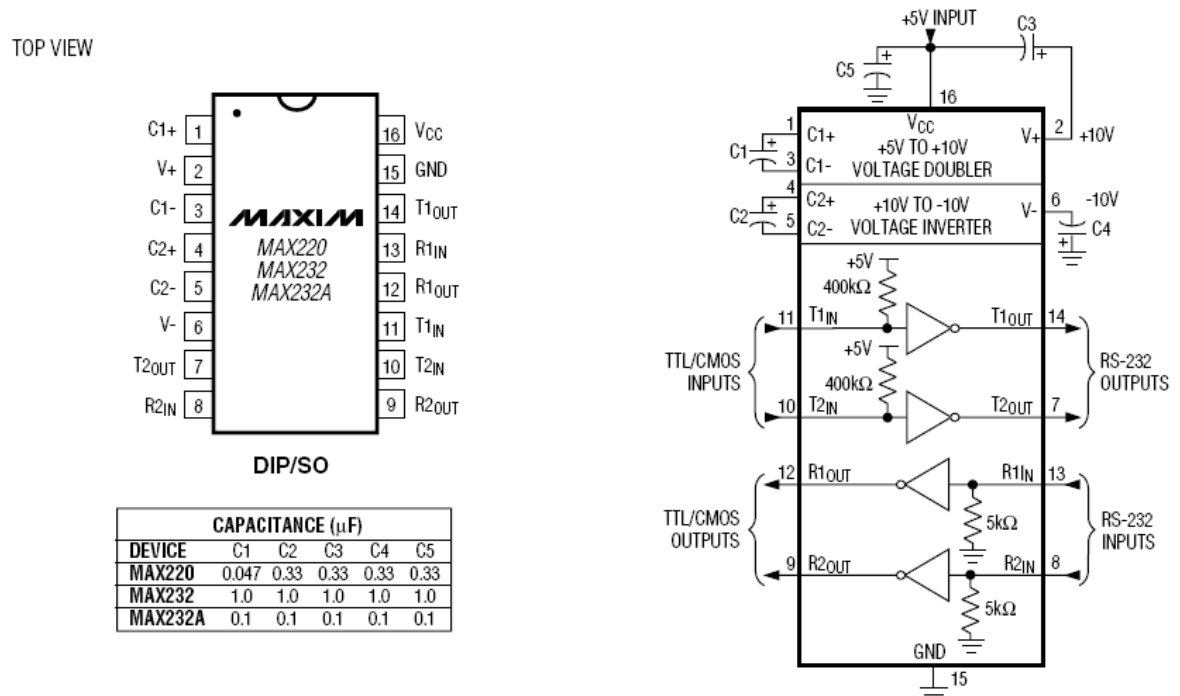 TOP VIEW
C1+ 1
V+ 2
C1- 3
C2+ 4
C2- 5
V- 6
T2OUT 7
R2IN 8
16 VCC
15 GND
14 T1OUT
13 R1IN
12 R1OUT
11 T1IN
10 T2IN
9 R2OUT
MAXIM
MAX220
MAX232
MAX232A
DIP/SO
CAPACITANCE (μF)
DEVICE C1 C2 C3 C4 C5
MAX220 0.047 0.33 0.33 0.33 0.33
MAX232 1.0 1.0 1.0 1.0 1.0
MAX232A 0.1 0.1 0.1 0.1 0.1
+5V INPUT
C3
+
C5
+
16
VCC
1
C1+
C1
+
3
C1-
+5V TO +10V
VOLTAGE DOUBLER
V+
2
+10V
4
C2+
C2
+
5
C2-
+10V TO -10V
VOLTAGE INVERTER
V-
6
-10V
C4
+
+5V
400kΩ
11 T1IN
T1OUT 14
+5V
400kΩ
10 T2IN
T2OUT 7
TTL/CMOS
INPUTS
RS-232
OUTPUTS
12 R1OUT
R1IN 13
5kΩ
9 R2OUT
R2IN 8
5kΩ
TTL/CMOS
OUTPUTS
RS-232
INPUTS
GND
15